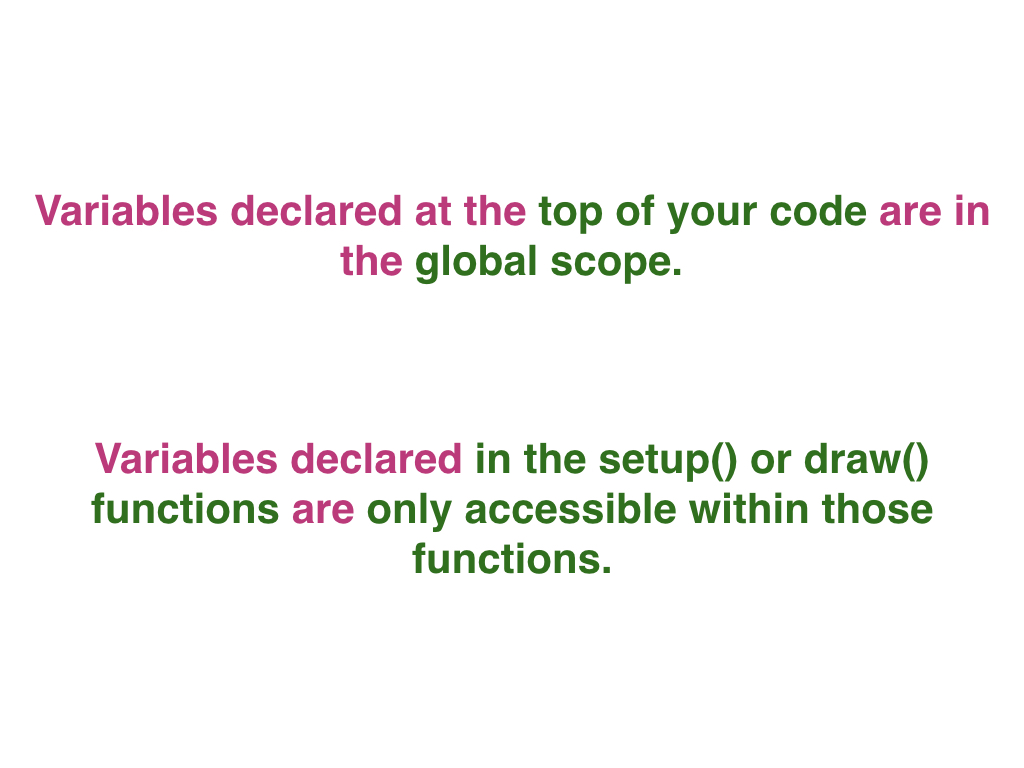 Variables declared at the top of your code are in
the global scope.
Variables declared in the setup() or draw()
functions are only accessible within those
functions.